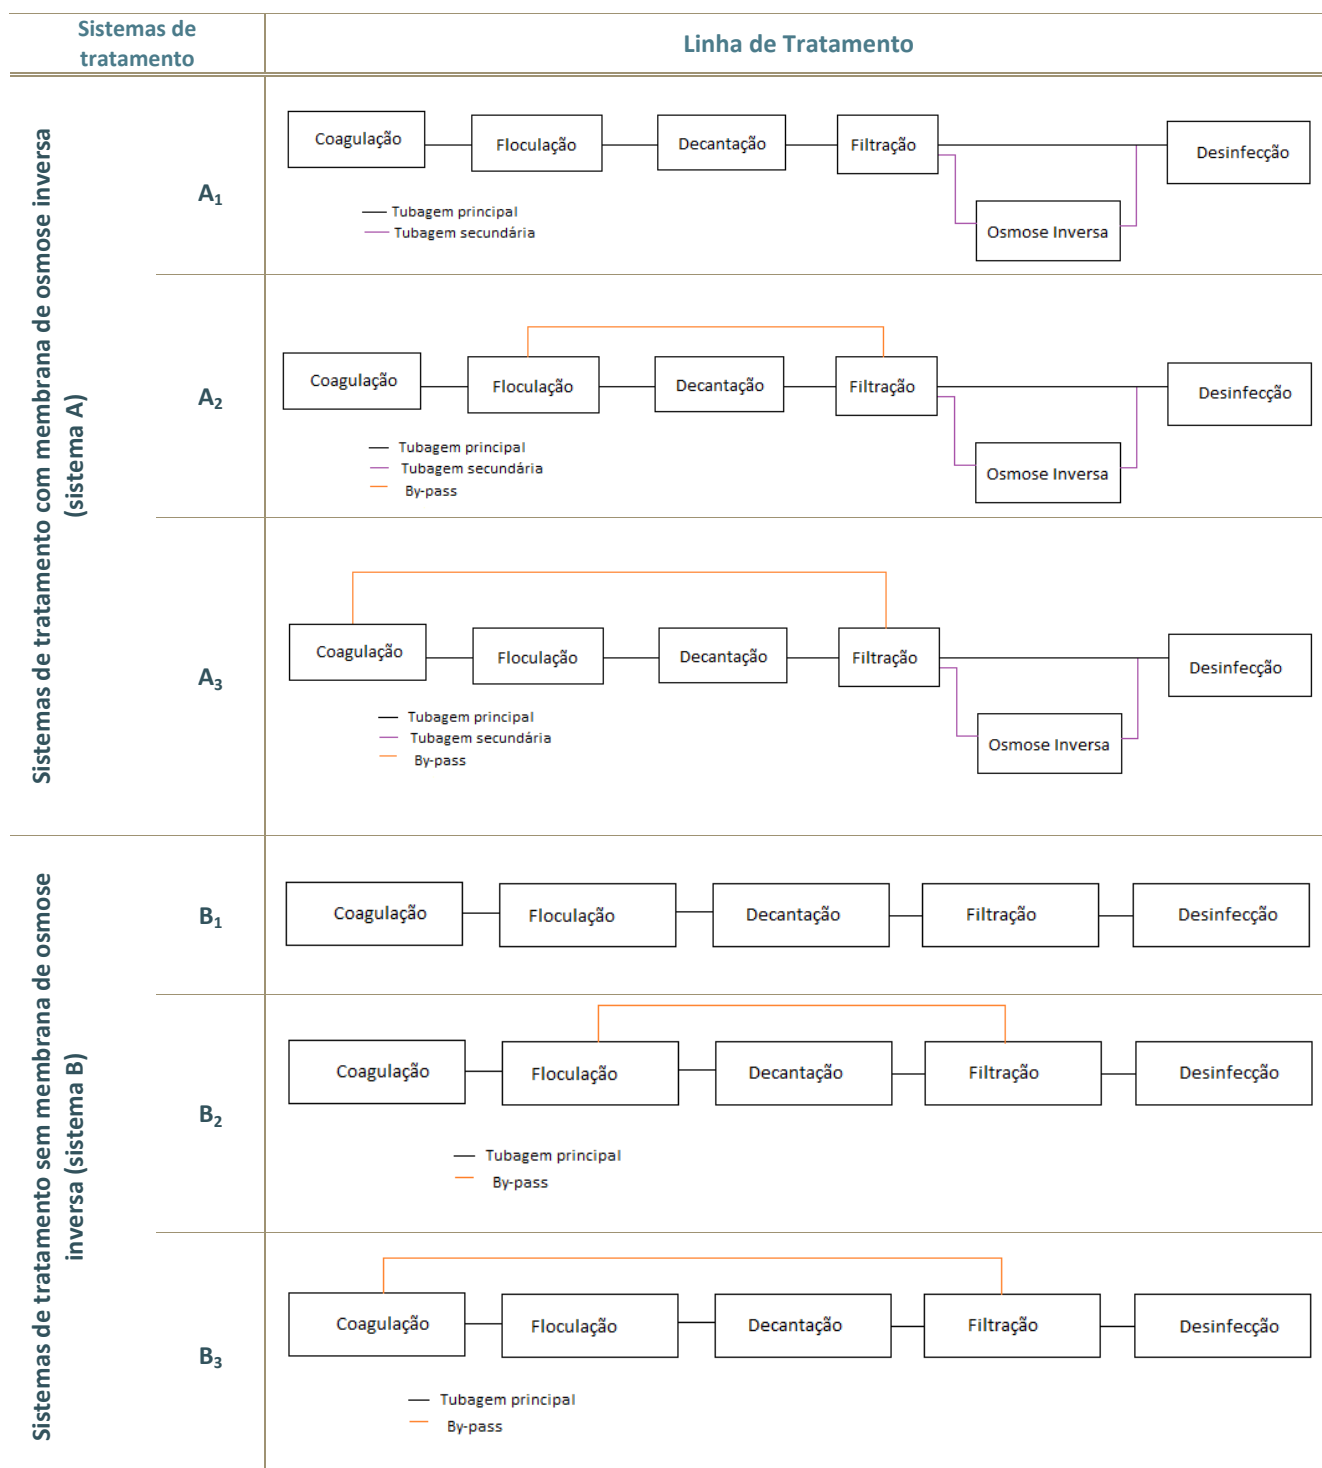 Sistemas de
tratamento
Linha de Tratamento
Sistemas de tratamento com membrana de osmose inversa
(sistema A)
A₁
Coagulação
Floculação
Decantação
Filtração
Desinfecção
Osmose Inversa
Tubagem principal
Tubagem secundária
A₂
Coagulação
Floculação
Decantação
Filtração
Desinfecção
Osmose Inversa
Tubagem principal
Tubagem secundária
By-pass
A₃
Coagulação
Floculação
Decantação
Filtração
Desinfecção
Osmose Inversa
Tubagem principal
Tubagem secundária
By-pass
Sistemas de tratamento sem membrana de osmose
inversa (sistema B)
B₁
Coagulação
Floculação
Decantação
Filtração
Desinfecção
B₂
Coagulação
Floculação
Decantação
Filtração
Desinfecção
Tubagem principal
By-pass
B₃
Coagulação
Floculação
Decantação
Filtração
Desinfecção
Tubagem principal
By-pass